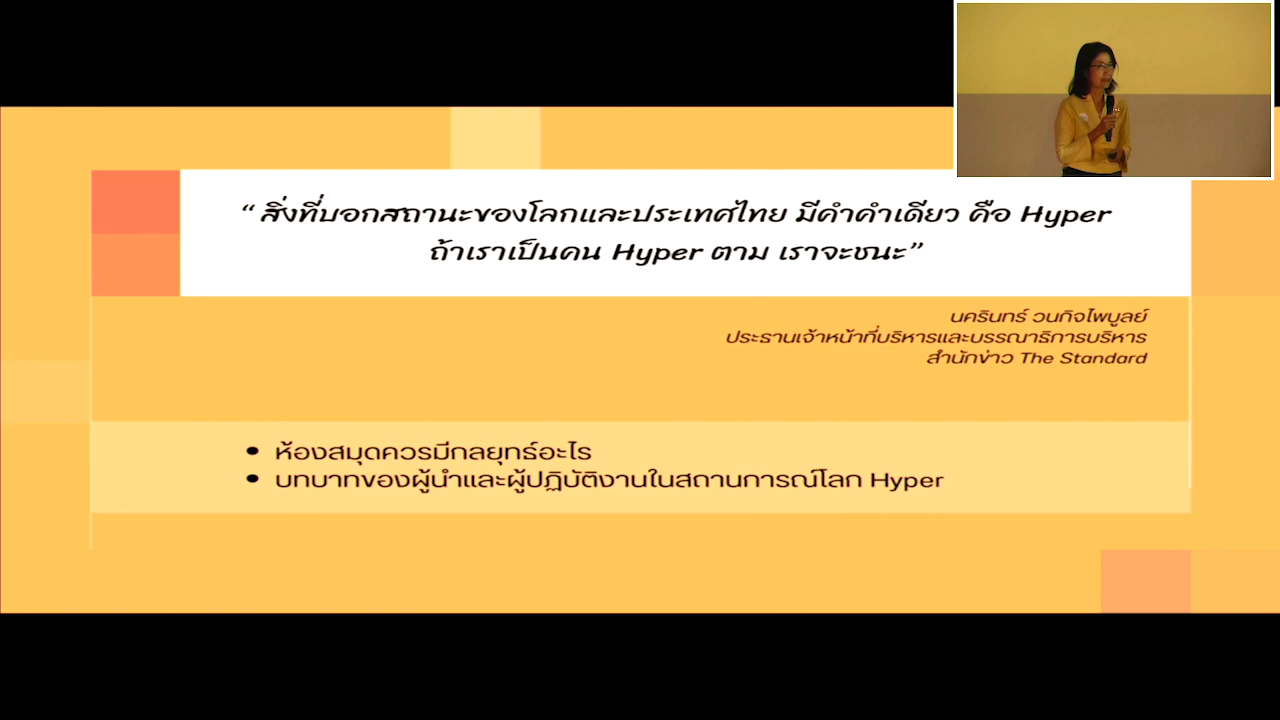 “ สิ่งที่บอกสถานะของโลกและประเทศไทย มีคำคำเดียว คือ Hyper
ถ้าเราเป็นคน Hyper ตาม เราจะชนะ”
นครินทร์ วนกิจไพบูลย์
ประธานเจ้าหน้าที่บริหารและบรรณาธิการบริหาร
สำนักข่าว The Standard
• ห้องสมุดควรมีกลยุทธ์อะไร
• บทบาทของผู้นำและผู้ปฏิบัติงานในสถานการณ์โลก Hyper